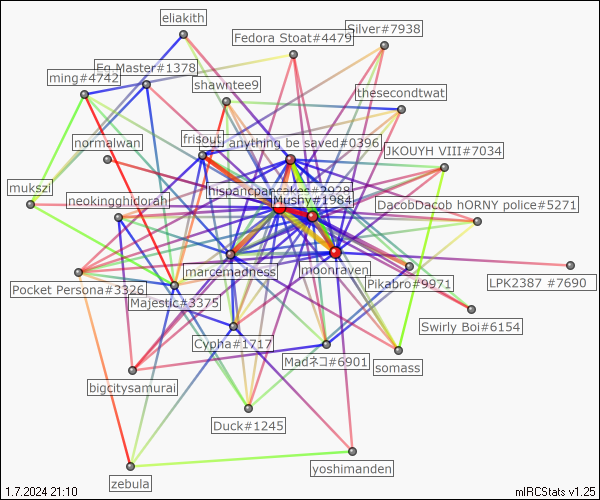 eliakith
Silver#7938
Fedora Stoat#4479
Eg Master#1378
ming#4742
shawntee9
thesecondtwat
frisout
normalwan
anything be saved#0396
JKOUYH VIII#7034
mukszi
hispancpancakes#2928
neokingghidorah
Mushy#1984
DacobDacob hORNY police#5271
marcemadness
moonraven
Pikabro#9971
LPK2387 #7690
Pocket Persona#3326
Majestic#3375
Swirly Boi#6154
Cypha#1717
Madネコ#6901
somass
bigcitysamurai
Duck#1245
yoshimanden
zebula
1.7.2024 21:10
mIRCStats v1.25